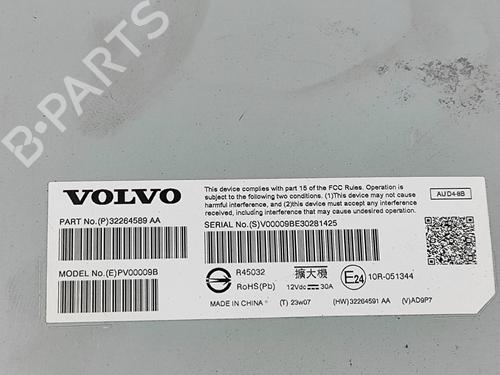 B-PARTS
VOLVO
This device complies with part 15 of the FCC Rules. Operation is
subject to the following two conditions. (1)This may not cause
harmful interference, and (2)this device must accept any interference
received, including interference that may cause undesired operation.
AUD4-8B
PART No.(P)32264589 AA
SERIAL No.(S)V00009BE30281425
MODEL No.(E)PV00009B
R45032
RoHS(Pb)
擴大機
12Vdc 30A
E24
10R-051344
MADE IN CHINA
(T) 23w07
(HW)32264591 AA
(V)AD9P7